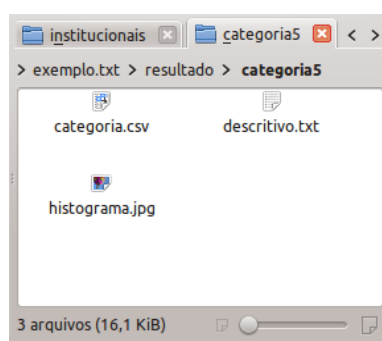 institucionais categoria5 < >
> exemplo.txt > resultado > categoria5
categoria.csv descritivo.txt
histograma.jpg
3 arquivos (16,1 KiB)